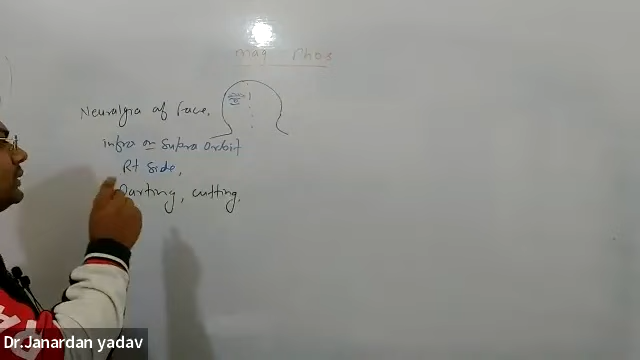 mag Phos
Neuralgia of Face,
infra or Supra orbit
Rt Side,
Darting, cutting,
Dr.Janardan yadav